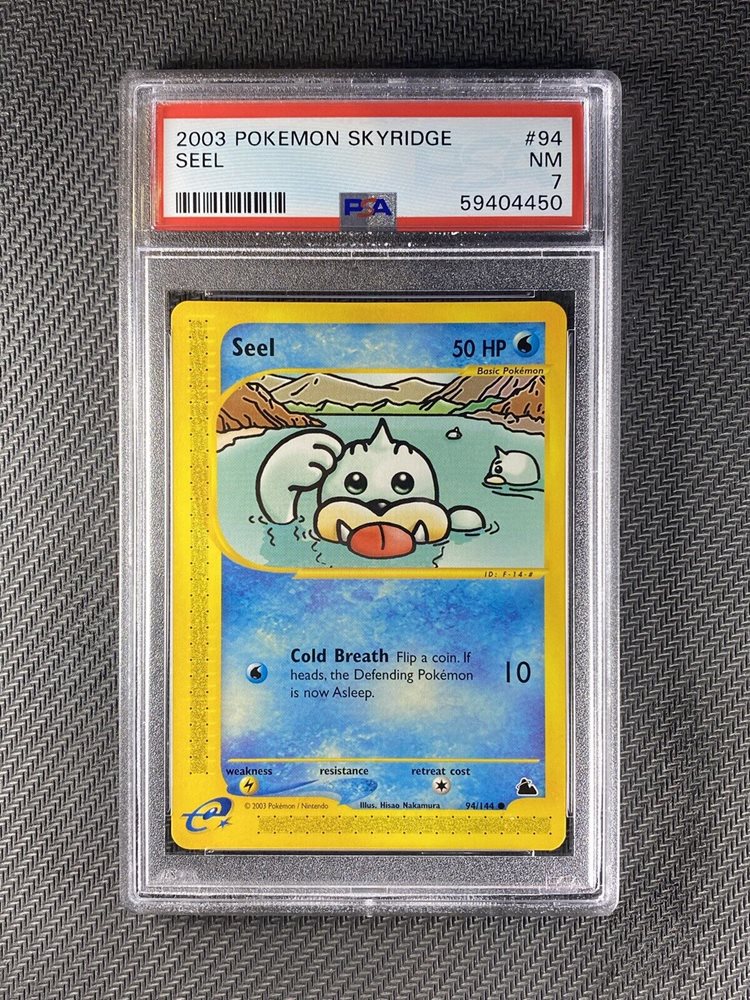 2003 POKEMON SKYRIDGE #94
SEEL NM
7
PSA 59404450
Seel 50 HP
Basic Pokémon
ID: F-14-#
Cold Breath Flip a coin. If
heads, the Defending Pokémon
is now Asleep.
10
weakness resistance retreat cost
© 2003 Pokémon / Nintendo Illus. Hisao Nakamura 94/144
e